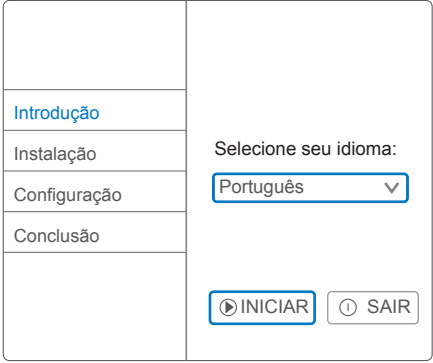 Introdução
Instalação
Configuração
Conclusão
Selecione seu idioma:
Português
INICIAR
SAIR